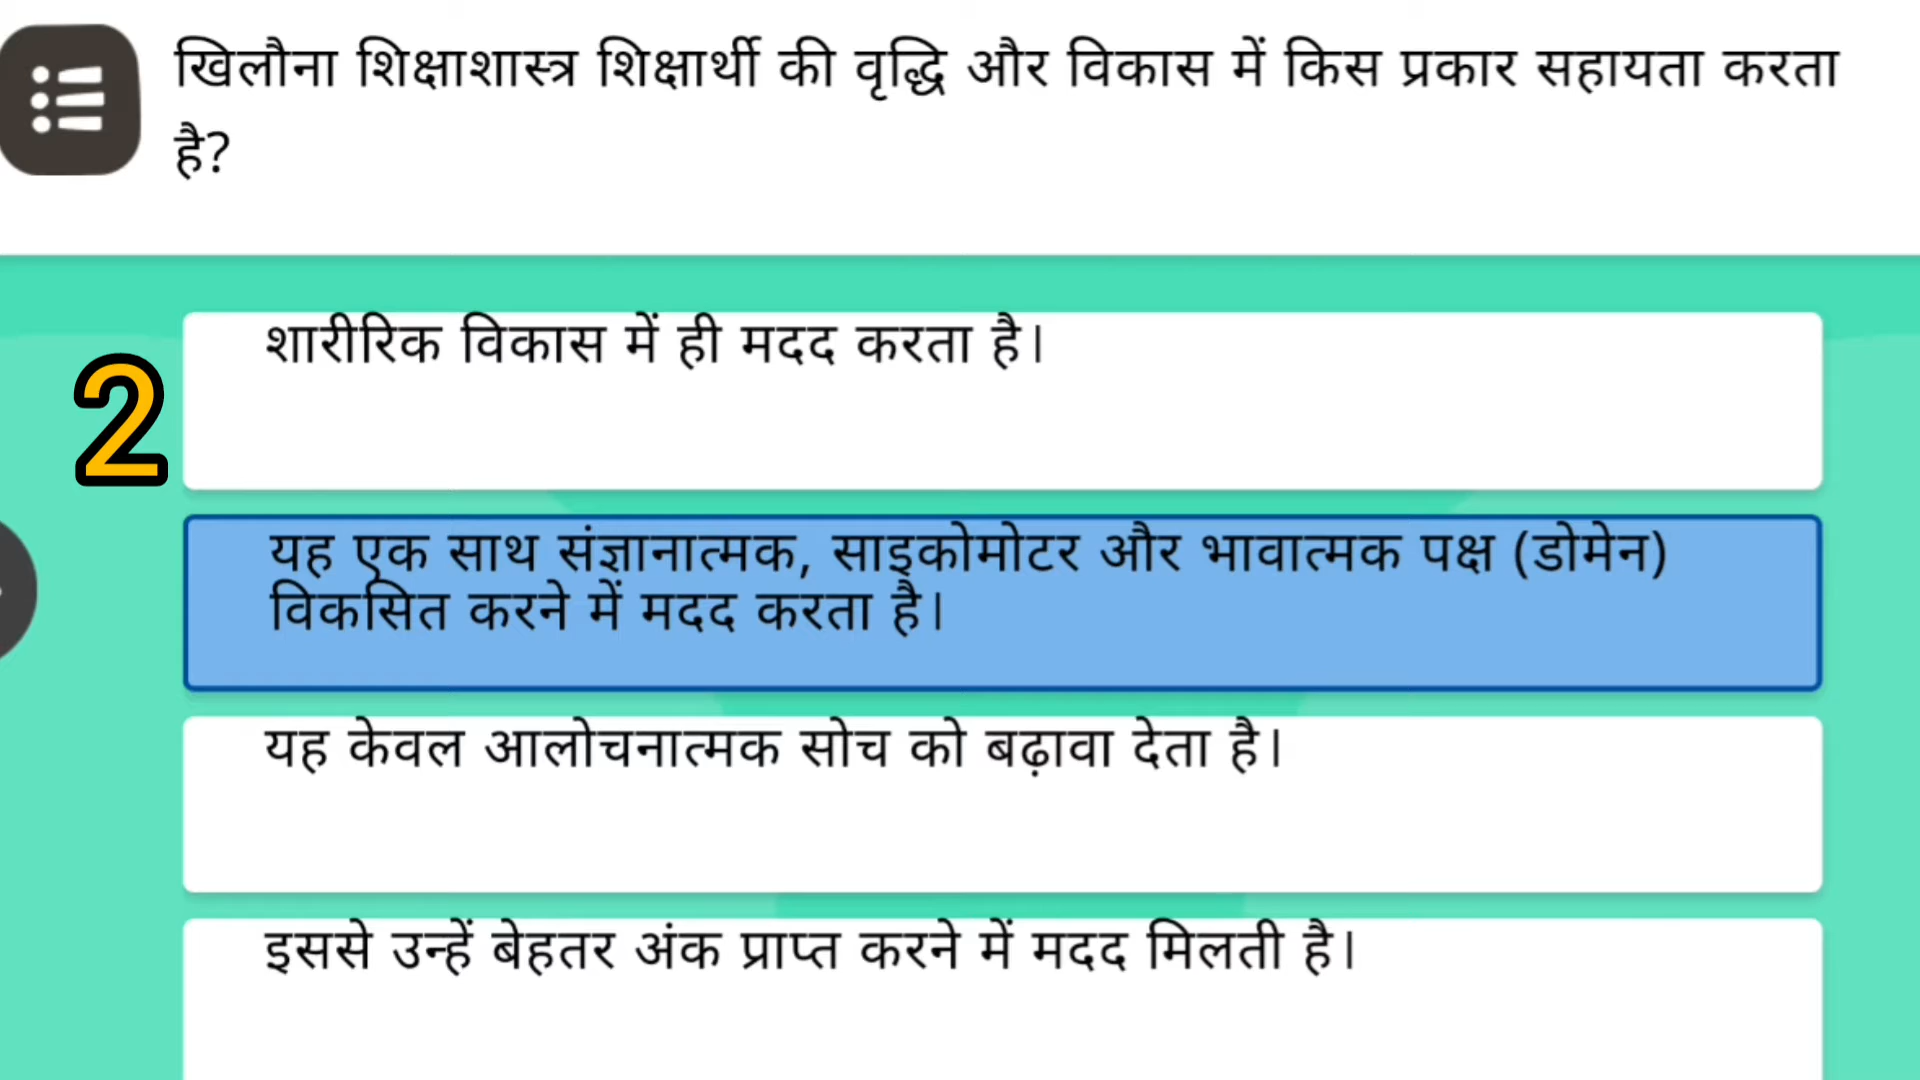 खिलौना शिक्षाशास्त्र शिक्षार्थी की वृद्धि और विकास में किस प्रकार सहायता करता
है?
शारीरिक विकास में ही मदद करता है।
2
यह एक साथ संज्ञानात्मक, साइकोमोटर और भावात्मक पक्ष (डोमेन)
विकसित करने में मदद करता है।
यह केवल आलोचनात्मक सोच को बढ़ावा देता है।
इससे उन्हें बेहतर अंक प्राप्त करने में मदद मिलती है।